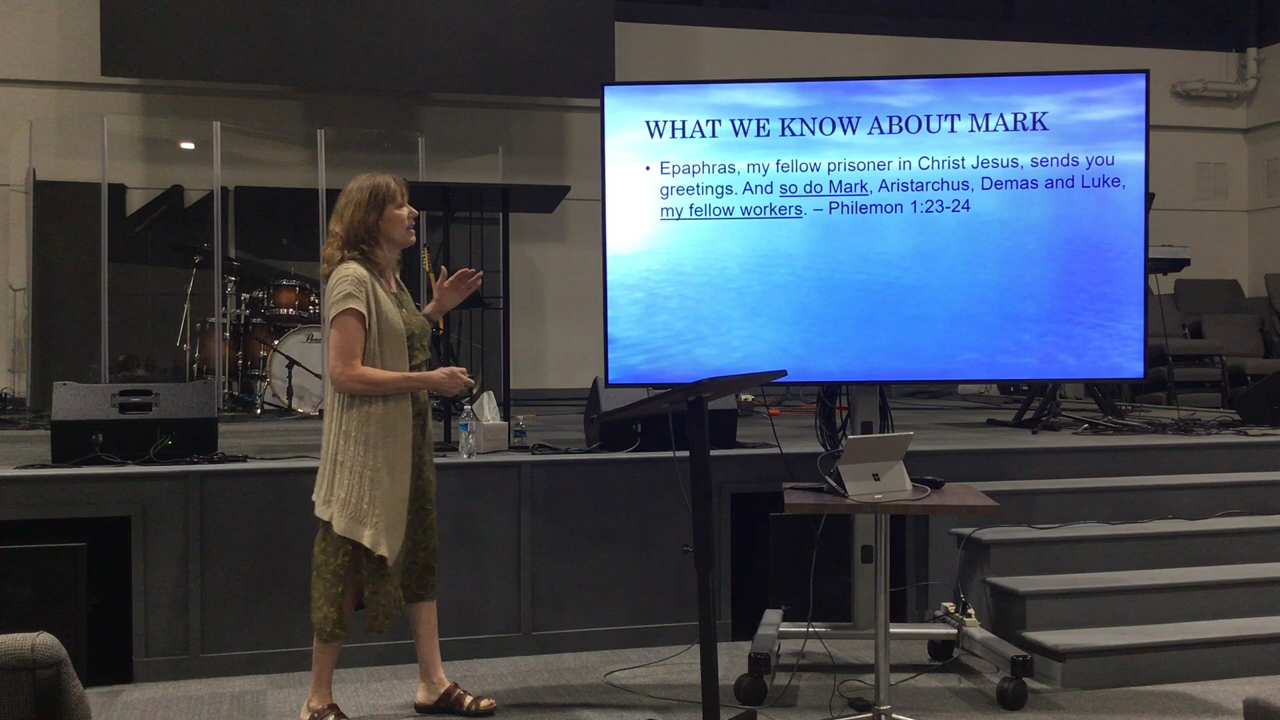 WHAT WE KNOW ABOUT MARK
• Epaphras, my fellow prisoner in Christ Jesus, sends you
greetings. And so do Mark, Aristarchus, Demas and Luke,
my fellow workers. – Philemon 1:23-24